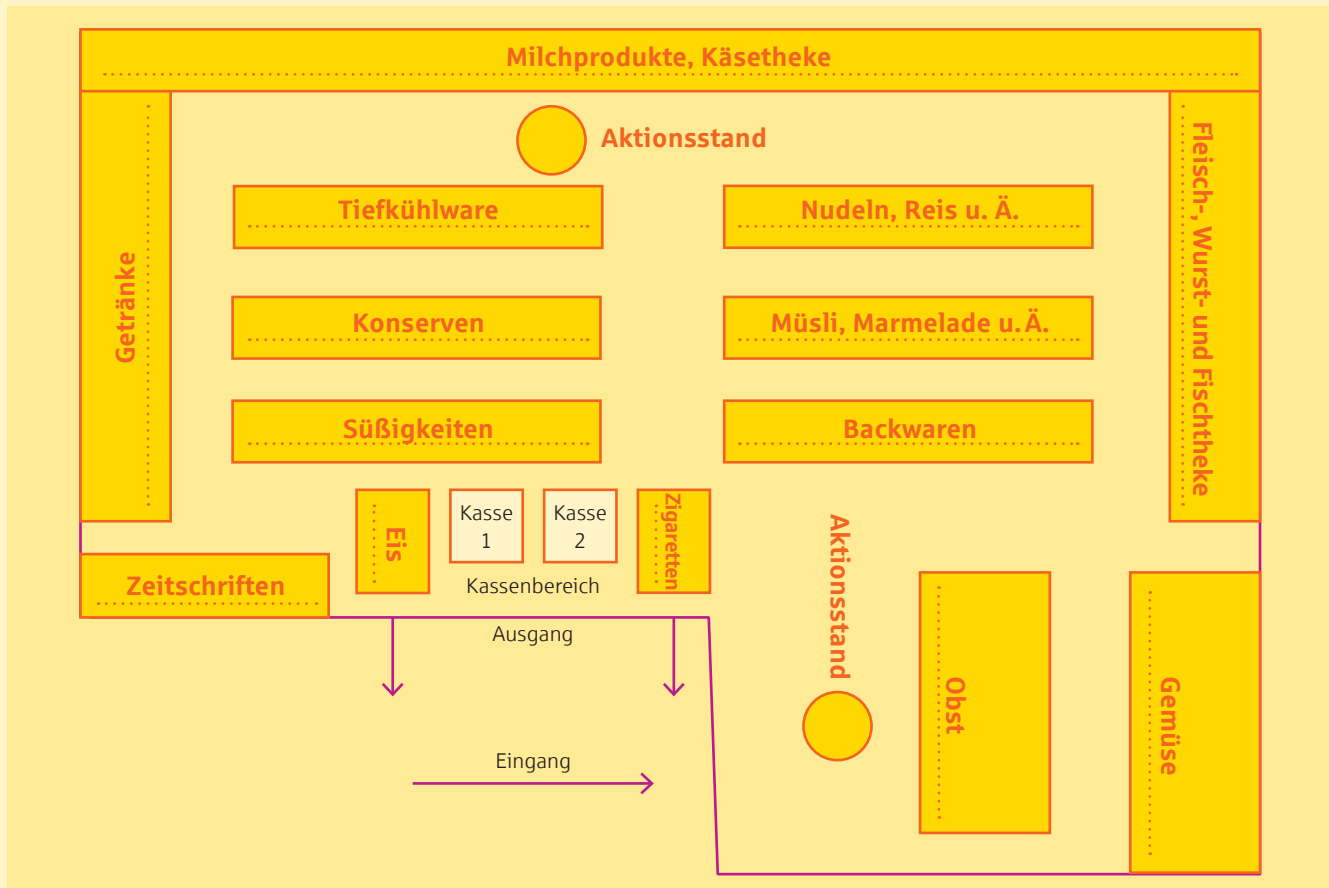 Milchprodukte, Käsetheke
Aktionsstand
Getränke
Tiefkühlware
Nudeln, Reis u. Ä.
Fleisch-, Wurst- und Fischtheke
Konserven
Müsli, Marmelade u. Ä.
Süßigkeiten
Backwaren
Eis
Kasse
1
Kasse
2
Zigaretten
Kassenbereich
Zeitschriften
Ausgang
Aktionsstand
Obst
Gemüse
Eingang